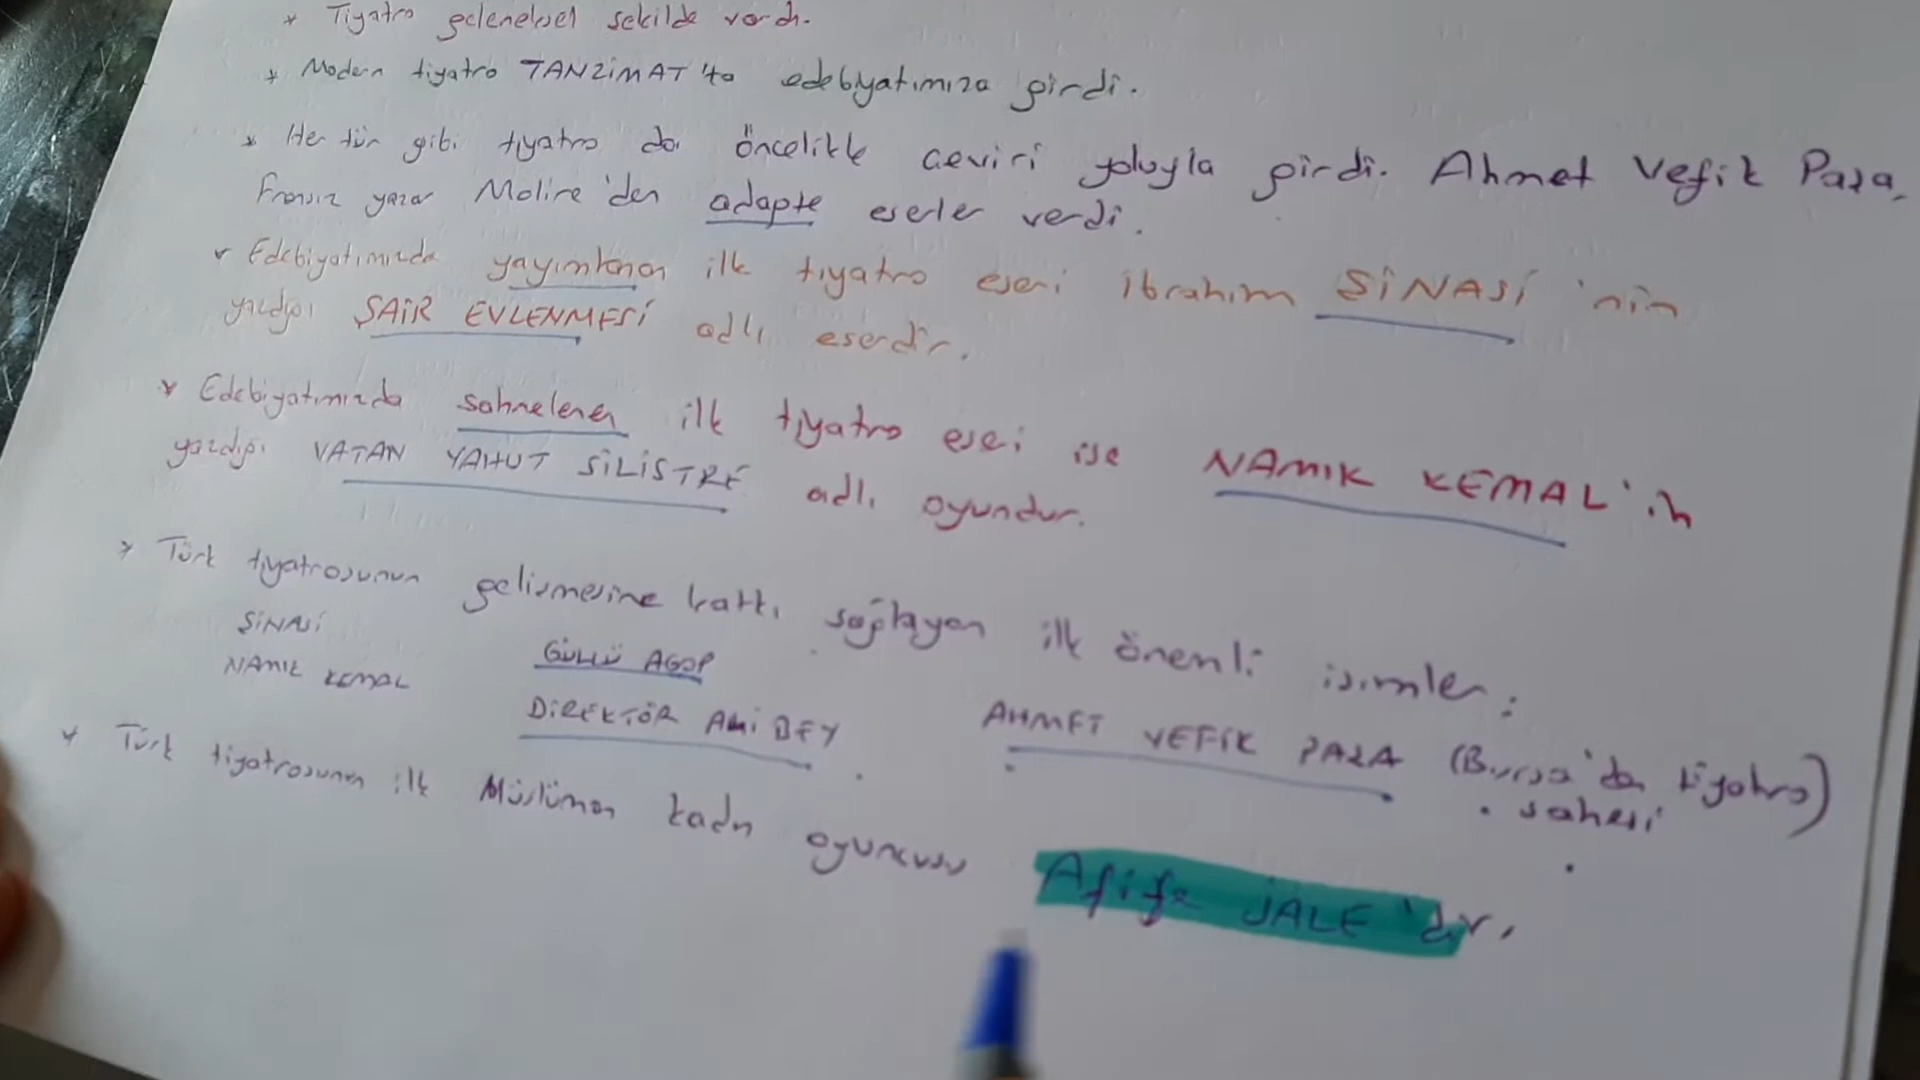 * Tiyatro geleneksel şekilde vardı.
* Modern tiyatro TANZİMAT'ta edebiyatımıza girdi.
* Her tür gibi tiyatro da öncelikle çeviri yoluyla girdi. Ahmet Vefik Paşa,
Fransız yazar Molire'den adapte eserler verdi.
* Edebiyatımızda yayımlanan ilk tiyatro eseri İbrahim ŞİNASİ'nin
yazdığı ŞAİR EVLENMESİ adlı eserdir.
* Edebiyatımızda sahnelenen ilk tiyatro eseri ise NAMIK KEMAL'in
yazdığı VATAN YAHUT SİLİSTRE adlı oyundur.
* Türk tiyatrosunun gelişmesine katkı sağlayan ilk önemli isimler:
ŞİNASİ
NAMIK KEMAL
GÜLLÜ AGOP
DİREKTÖR ALİ BEY
AHMET VEFİK PAŞA (Bursa'da tiyatro)
sahnesi
* Türk tiyatrosunun ilk Müslüman kadın oyuncusu Afife JALE'dir.